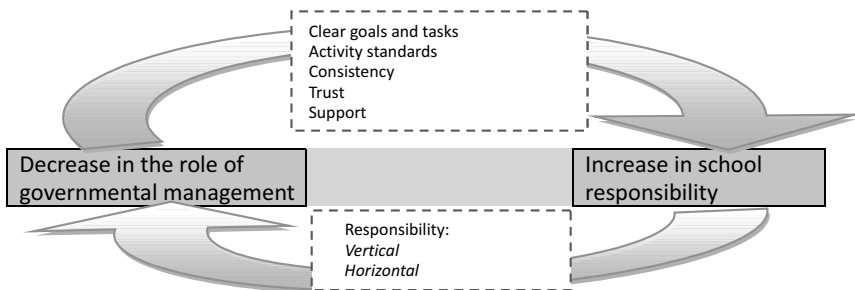 Clear goals and tasks
Activity standards
Consistency
Trust
Support
Decrease in the role of
governmental management
Increase in school
responsibility
Responsibility:
Vertical
Horizontal